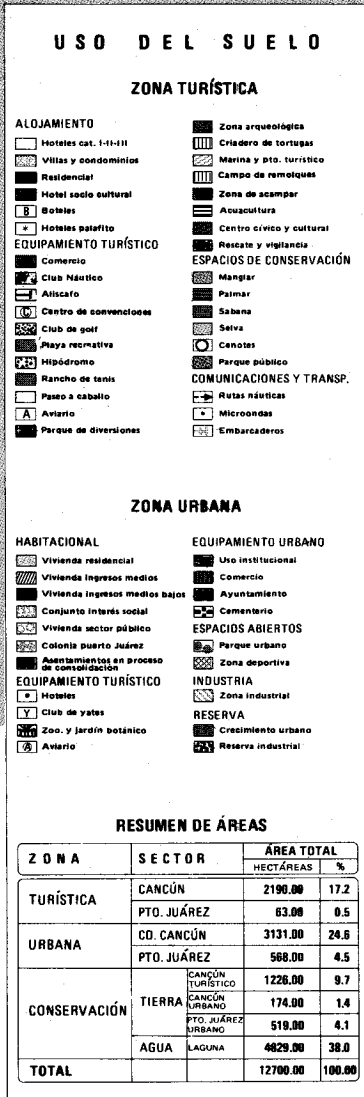 USO DEL SUELO
ZONA TURÍSTICA
ALOJAMIENTO
Hoteles cat. I-II-III
Villas y condominios
Residencial
Hotel socio cultural
B Boteles
* Hoteles palafito
EQUIPAMIENTO TURÍSTICO
Comercio
Club Náutico
Aliscafo
C Centro de convenciones
Club de golf
Playa recreativa
Hipódromo
Rancho de tenis
Paseo a caballo
A Aviario
Parque de diversiones
Zona arqueológica
Criadero de tortugas
Marina y pto. turístico
Campo de remolques
Zona de acampar
Acuacultura
Centro cívico y cultural
Rescate y vigilancia
ESPACIOS DE CONSERVACIÓN
Manglar
Palmar
Sabana
Selva
Cenotes
Parque público
COMUNICACIONES Y TRANSP.
Rutas náuticas
Microondas
Embarcaderos
ZONA URBANA
HABITACIONAL
Vivienda residencial
Vivienda ingresos medios
Vivienda ingresos medios bajos
Conjunto interés social
Vivienda sector público
Colonia puerto Juárez
Asentamientos en proceso
de consolidación
EQUIPAMIENTO TURÍSTICO
Hoteles
Y Club de yates
Zoo. y jardín botánico
A Aviario
EQUIPAMIENTO URBANO
Uso institucional
Comercio
Ayuntamiento
Cementerio
ESPACIOS ABIERTOS
Parque urbano
Zona deportiva
INDUSTRIA
Zona industrial
RESERVA
Crecimiento urbano
Reserva industrial
RESUMEN DE ÁREAS
ZONA SECTOR ÁREA TOTAL
HECTÁREAS %
TURÍSTICA CANCÚN 2190.00 17.2
PTO. JUÁREZ 63.00 0.5
URBANA CD. CANCÚN 3131.00 24.6
PTO. JUÁREZ 568.00 4.5
CONSERVACIÓN TIERRA CANCÚN TURÍSTICO 1226.00 9.7
CANCÚN URBANO 174.00 1.4
PTO. JUÁREZ URBANO 519.00 4.1
AGUA LAGUNA 4829.00 38.0
TOTAL 12700.00 100.00